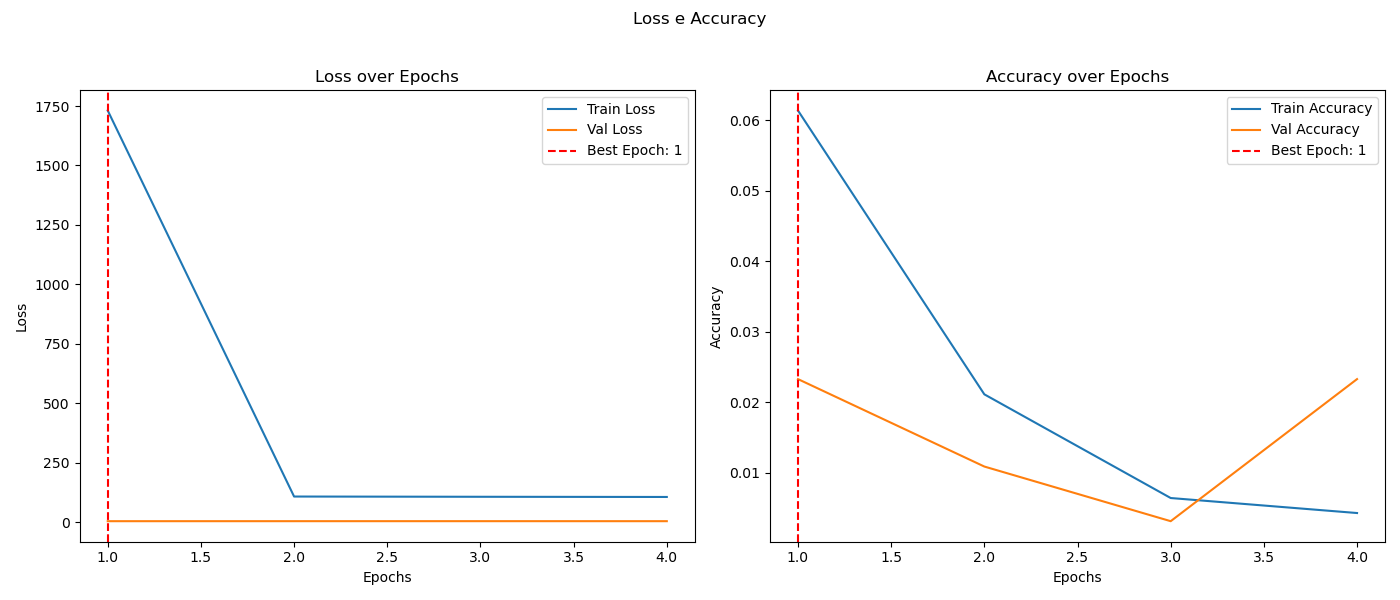 Loss e Accuracy
Loss over Epochs
Loss
1750
1500
1250
1000
750
500
250
0
1.0 1.5 2.0 2.5 3.0 3.5 4.0
Epochs
Train Loss
Val Loss
Best Epoch: 1
Accuracy over Epochs
Accuracy
0.06
0.05
0.04
0.03
0.02
0.01
1.0 1.5 2.0 2.5 3.0 3.5 4.0
Epochs
Train Accuracy
Val Accuracy
Best Epoch: 1